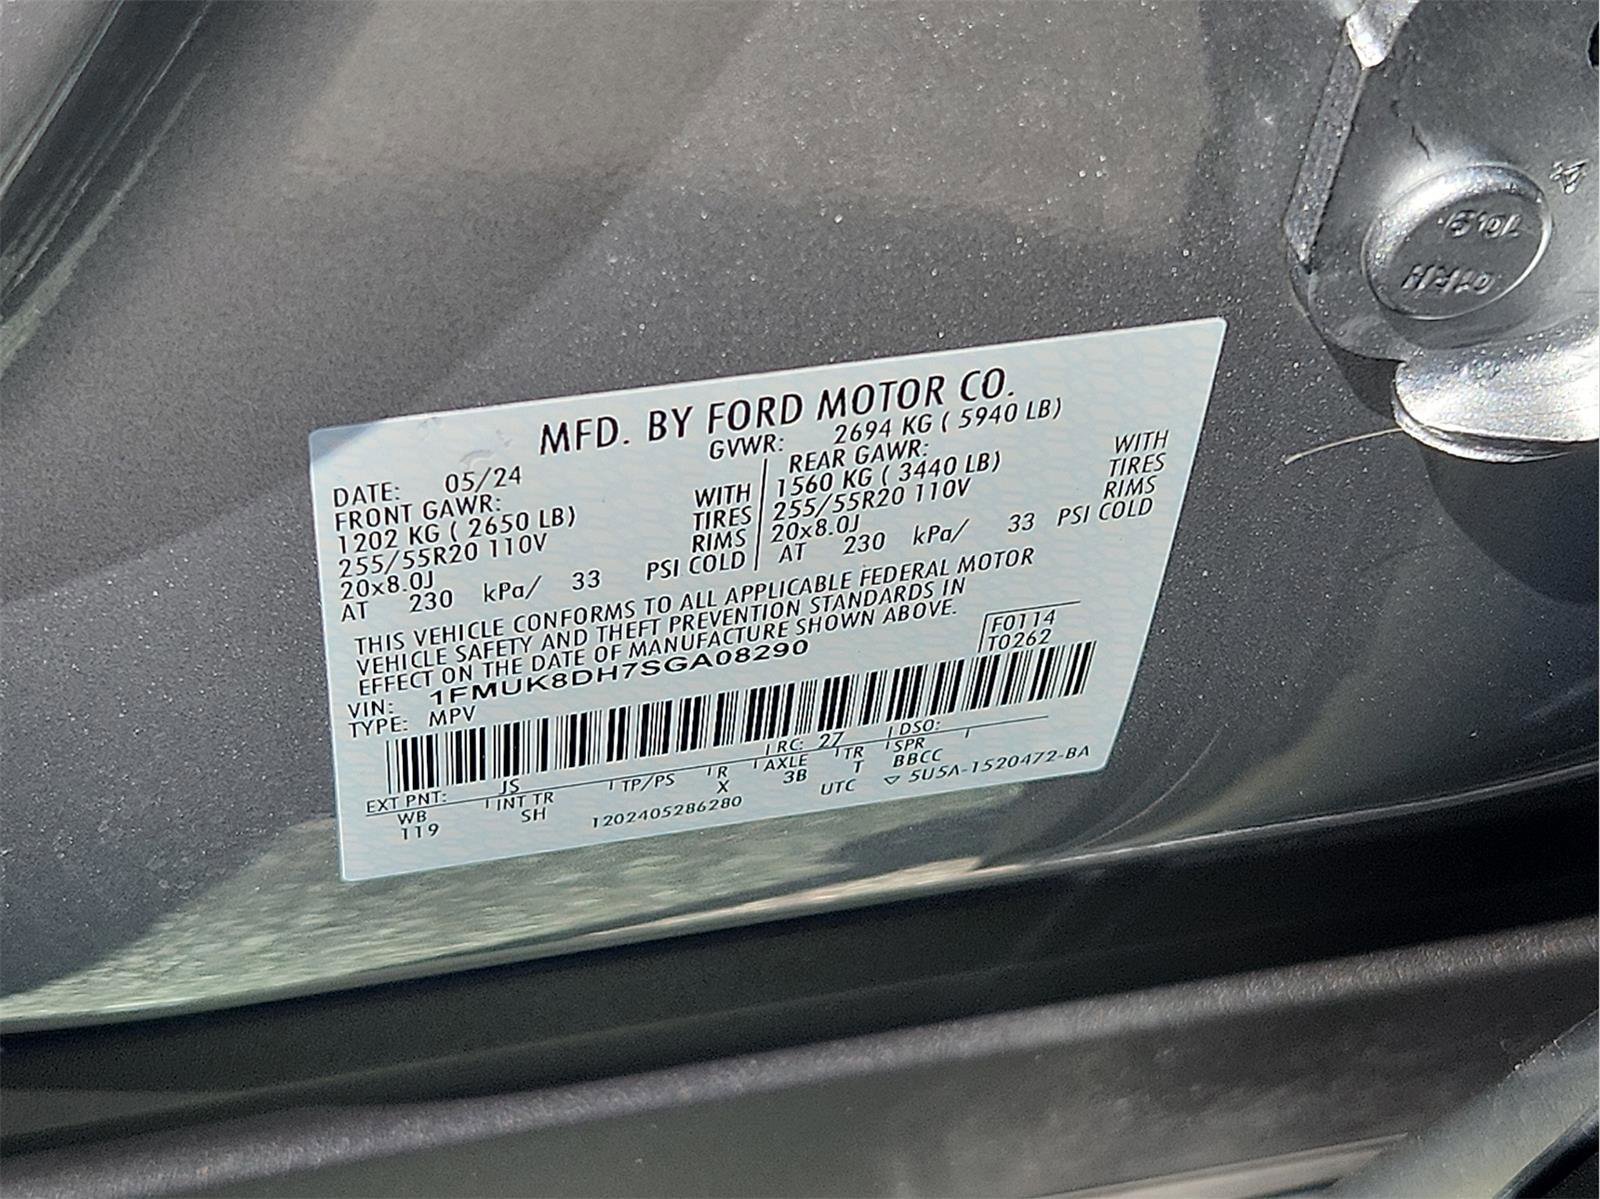 MFD. BY FORD MOTOR CO.
DATE: 05/24 GVWR: 2694 KG ( 5940 LB)
FRONT GAWR: REAR GAWR:
1202 KG ( 2650 LB) WITH 1560 KG ( 3440 LB) WITH
255/55R20 110V TIRES 255/55R20 110V TIRES
20x8.0J RIMS 20x8.0J RIMS
AT 230 kPa/ 33 PSI COLD AT 230 kPa/ 33 PSI COLD
THIS VEHICLE CONFORMS TO ALL APPLICABLE FEDERAL MOTOR
VEHICLE SAFETY AND THEFT PREVENTION STANDARDS IN
EFFECT ON THE DATE OF MANUFACTURE SHOWN ABOVE.
VIN: 1FMUK8DH7SGA08290 F0114
TYPE: MPV T0262
EXT PNT: JS RC: 27 DSO:
WB INT TR TP/PS R AXLE TR SPR
119 SH X 3B T BBCC
1202405286280 UTC 5U5A-1520472-BA